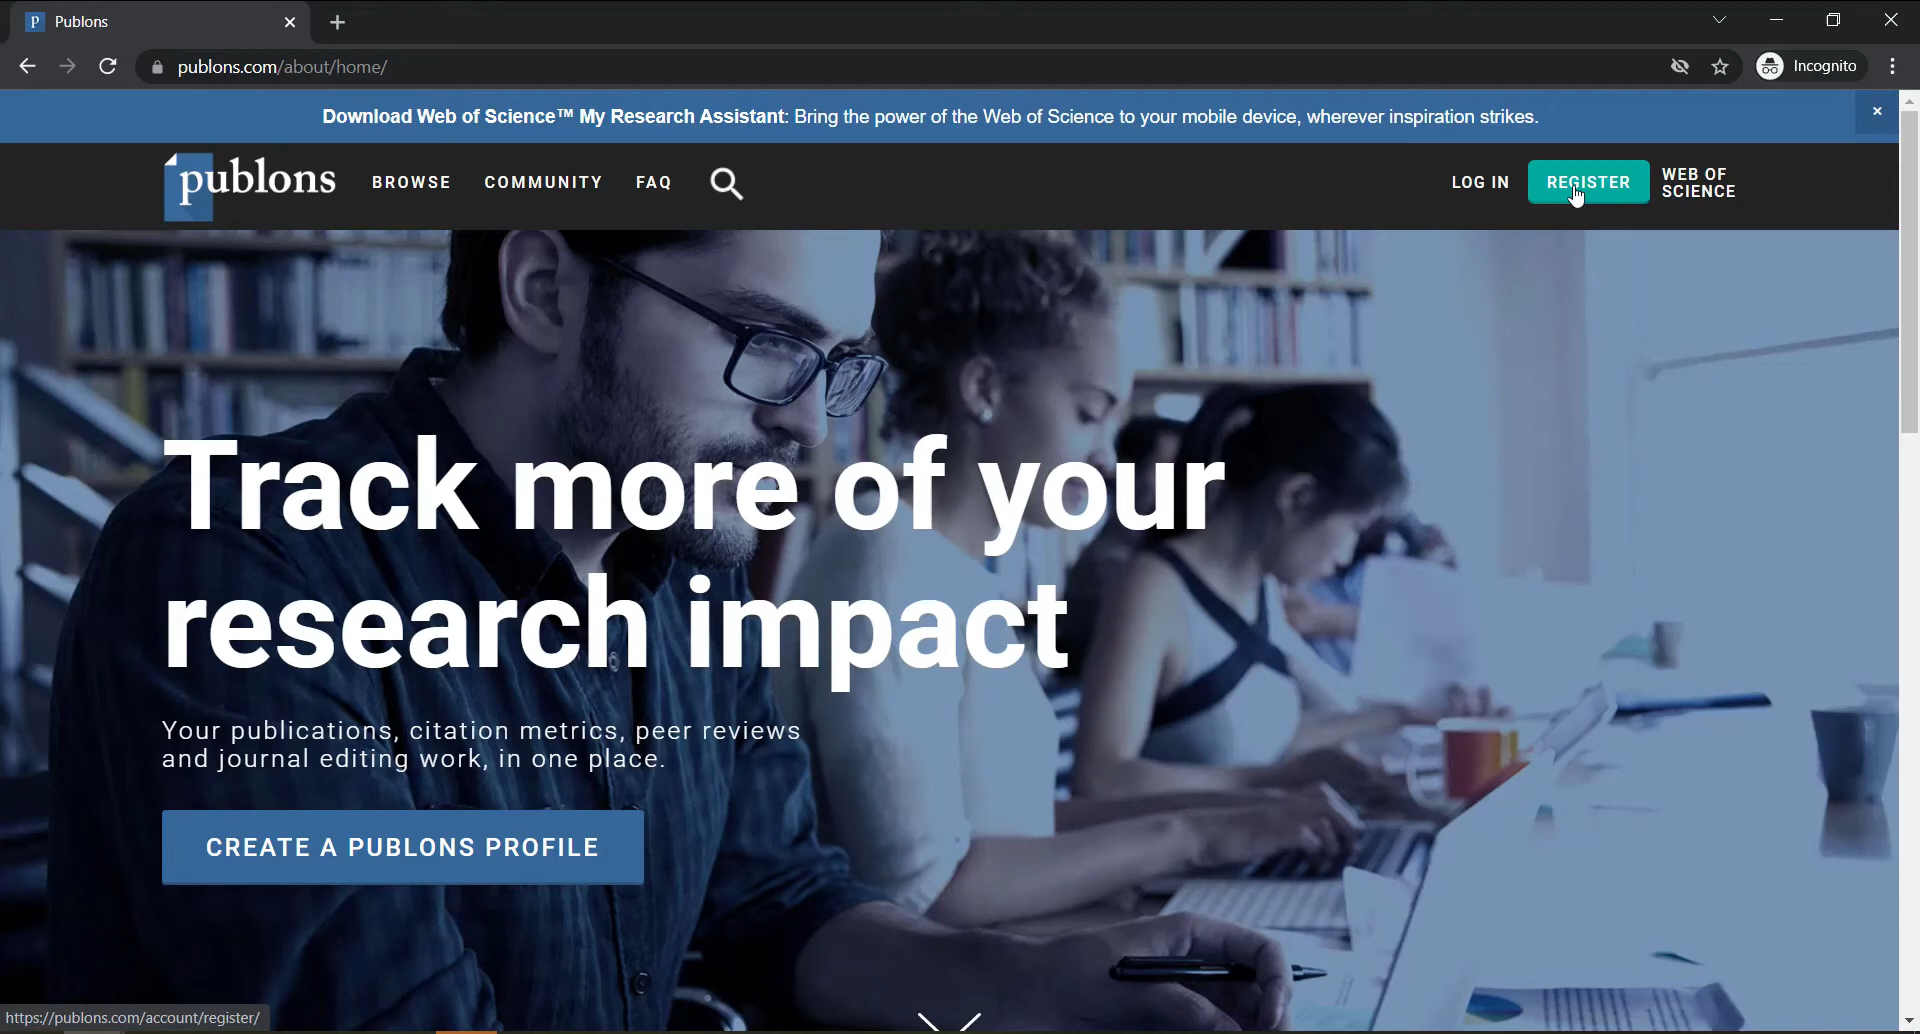 Publons
publons.com/about/home/
Incognito
Download Web of Science™ My Research Assistant: Bring the power of the Web of Science to your mobile device, wherever inspiration strikes.
publons
BROWSE
COMMUNITY
FAQ
LOG IN
REGISTER
WEB OF
SCIENCE
Track more of your
research impact
Your publications, citation metrics, peer reviews
and journal editing work, in one place.
CREATE A PUBLONS PROFILE
https://publons.com/account/register/